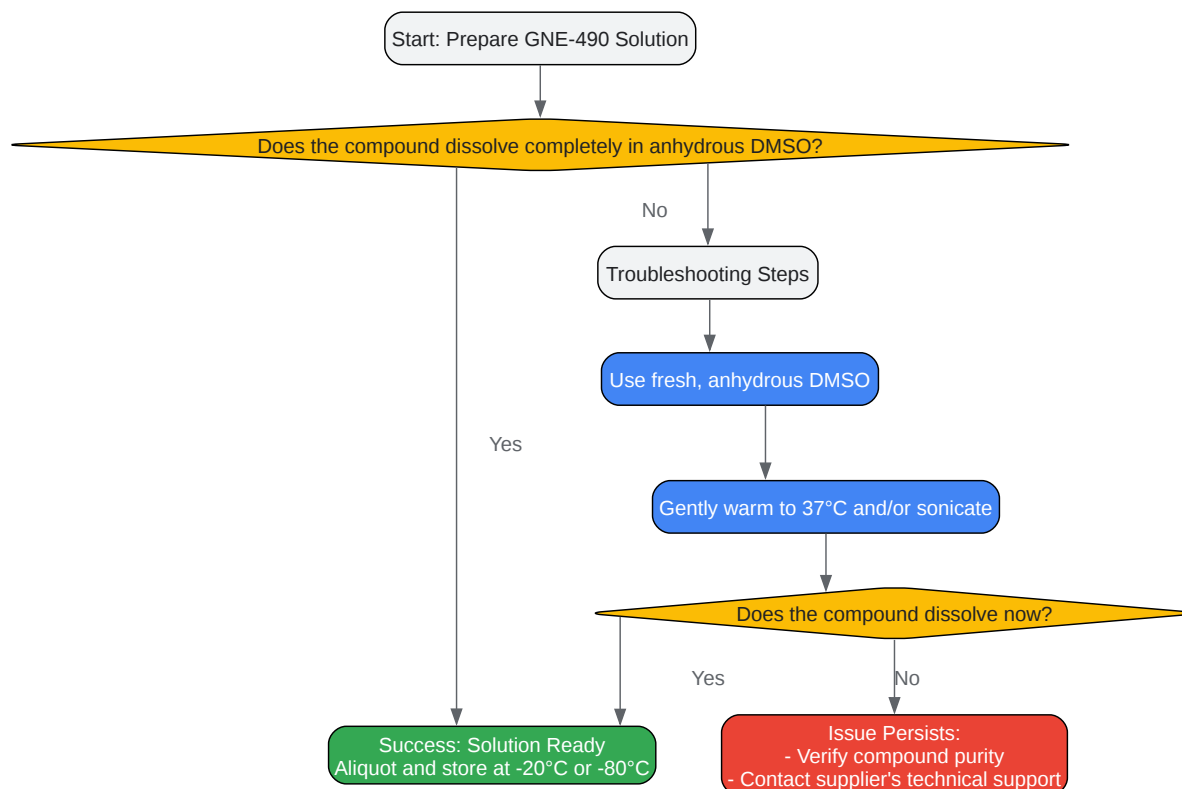 Start: Prepare GNE-490 Solution
Does the compound dissolve completely in anhydrous DMSO?
No
Troubleshooting Steps
Use fresh, anhydrous DMSO
Yes
Gently warm to 37°C and/or sonicate
Does the compound dissolve now?
Yes
No
Success: Solution Ready
Aliquot and store at -20°C or -80°C
Issue Persists:
- Verify compound purity
- Contact supplier's technical support